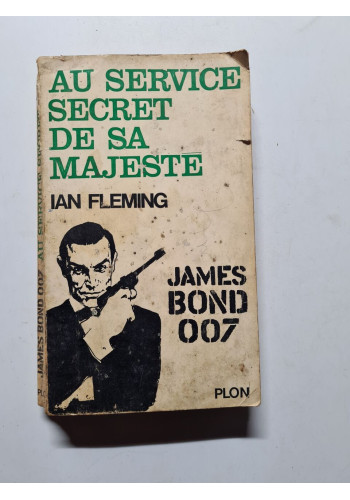 AU SERVICE
SECRET
DE SA
MAJESTE
IAN FLEMING
JAMES
BOND
007
PLON
JAMES BOND 007